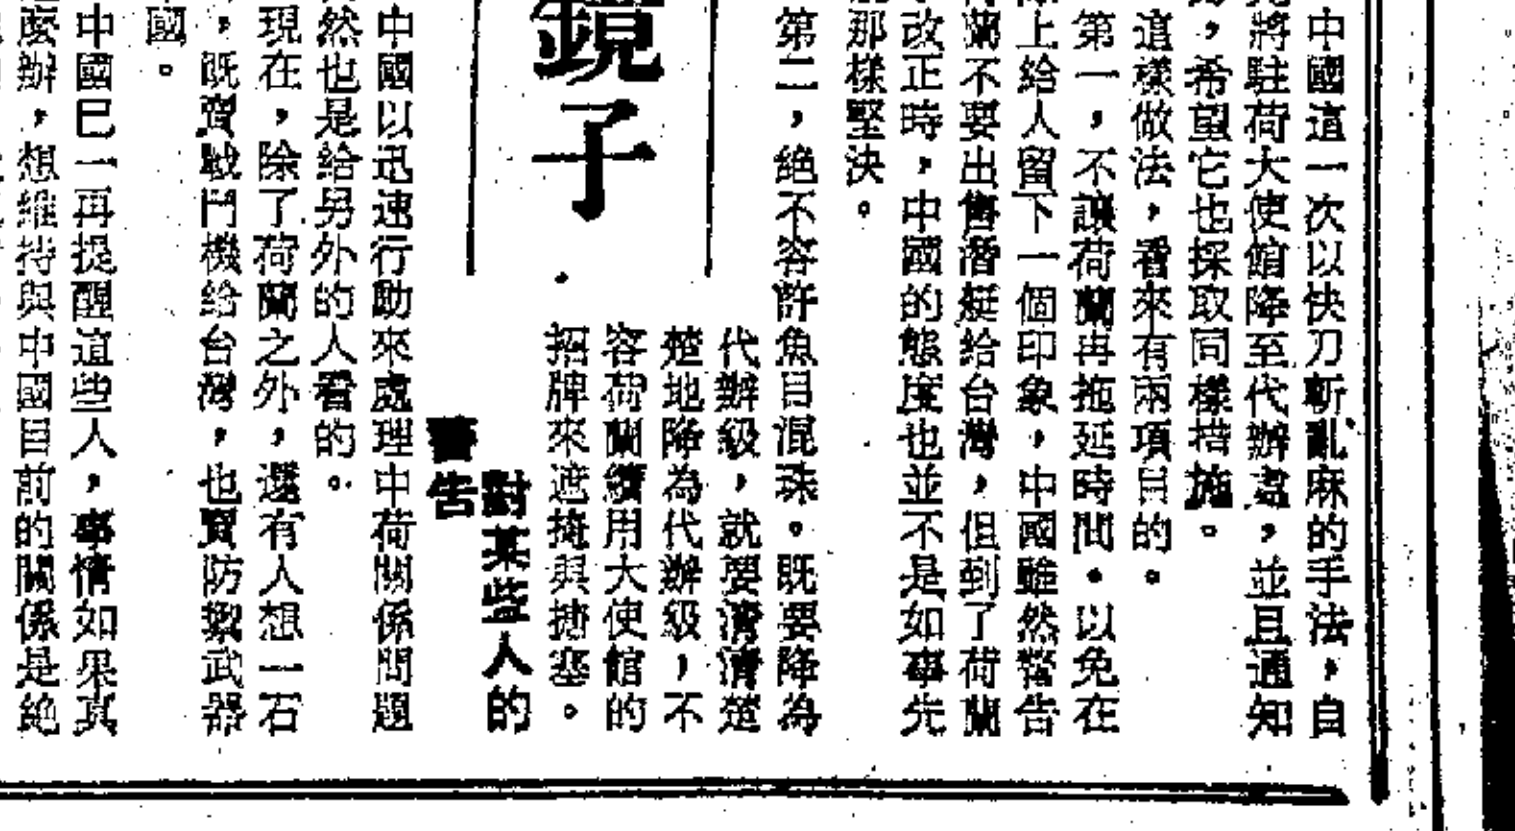 中國這一次以快刀斬亂麻的手法，自
將駐荷大使館降至代辦處，並且通知
，希望它也採取同樣措施。
這樣做法，看來有兩項目的。
第一，不讓荷蘭再拖延時間。以免在
上給人留下一個印象，中國雖然警告
蘭不要出售潛艇給台灣，但到了荷蘭
改正時，中國的態度也並不是如事先
那樣堅決。
第二，絕不容許魚目混珠。既要降為
代辦級，就要清清楚
楚地降為代辦級，不
容荷蘭續用大使館的
招牌來遮掩與搪塞。
鏡子
對某些人的
警告
中國以迅速行動來處理中荷關係問題
然也是給另外的人看的。
現在，除了荷蘭之外，還有人想一石
，既賣戰鬥機給台灣，也賣防禦武器
國。
中國已一再提醒這些人，事情如果真
麼辦，想維持與中國目前的關係是絕